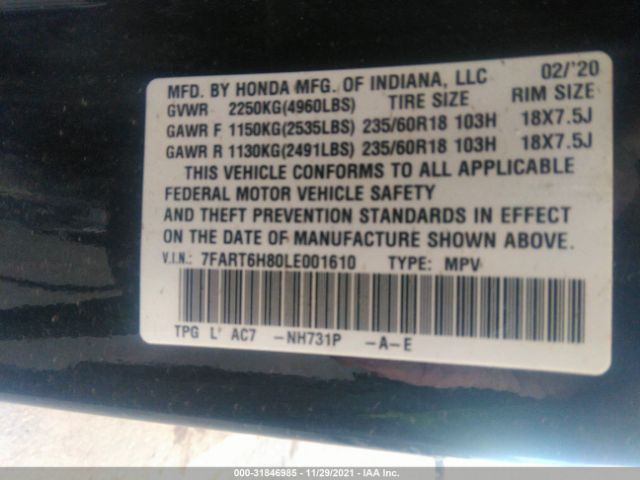 MFD. BY HONDA MFG. OF INDIANA, LLC 02/'20
GVWR 2250KG(4960LBS) TIRE SIZE RIM SIZE
GAWR F 1150KG(2535LBS) 235/60R18 103H 18X7.5J
GAWR R 1130KG(2491LBS) 235/60R18 103H 18X7.5J
THIS VEHICLE CONFORMS TO ALL APPLICABLE
FEDERAL MOTOR VEHICLE SAFETY
AND THEFT PREVENTION STANDARDS IN EFFECT
ON THE DATE OF MANUFACTURE SHOWN ABOVE.
V.I.N.: 7FART6H80LE001610 TYPE: MPV
TPG L' AC7 -NH731P -A-E
000-31846985 - 11/29/2021 - IAA Inc.